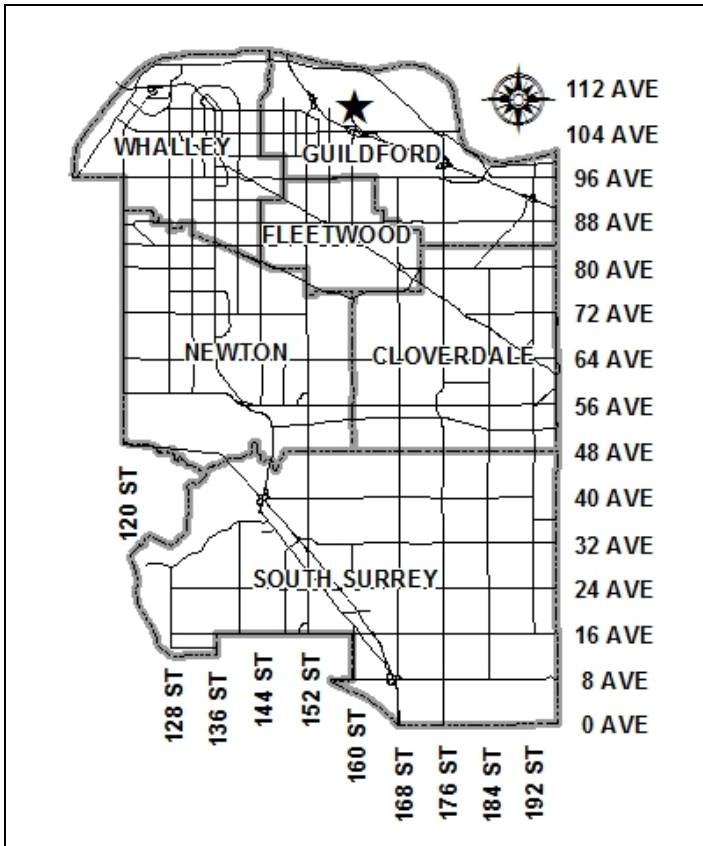 112 AVE
104 AVE
WHALLEY
GUILDFORD
96 AVE
88 AVE
FLEETWOOD
80 AVE
72 AVE
NEWTON
CLOVERDALE
64 AVE
56 AVE
48 AVE
120 ST
40 AVE
32 AVE
SOUTH SURREY
24 AVE
16 AVE
8 AVE
0 AVE
128 ST
136 ST
144 ST
152 ST
160 ST
168 ST
176 ST
184 ST
192 ST